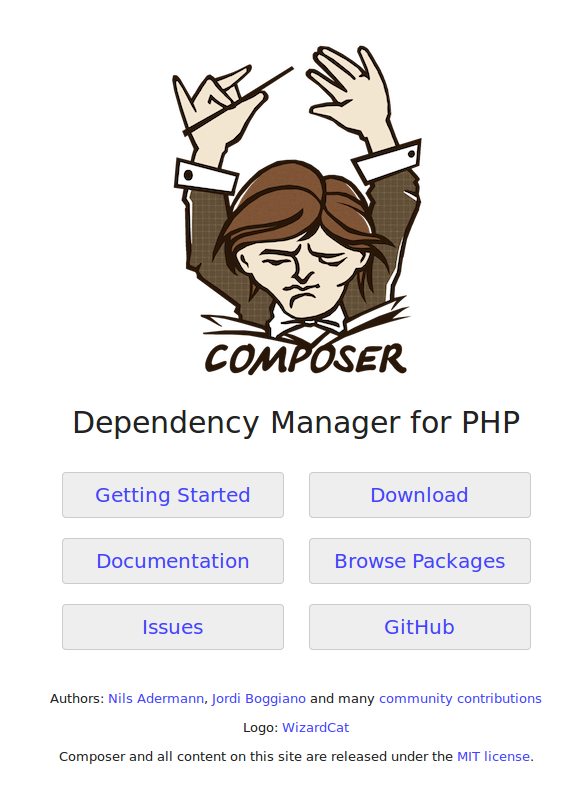 COMPOSER
Dependency Manager for PHP
Getting Started
Download
Documentation
Browse Packages
Issues
GitHub
Authors: Nils Adermann, Jordi Boggiano and many community contributions
Logo: WizardCat
Composer and all content on this site are released under the MIT license.